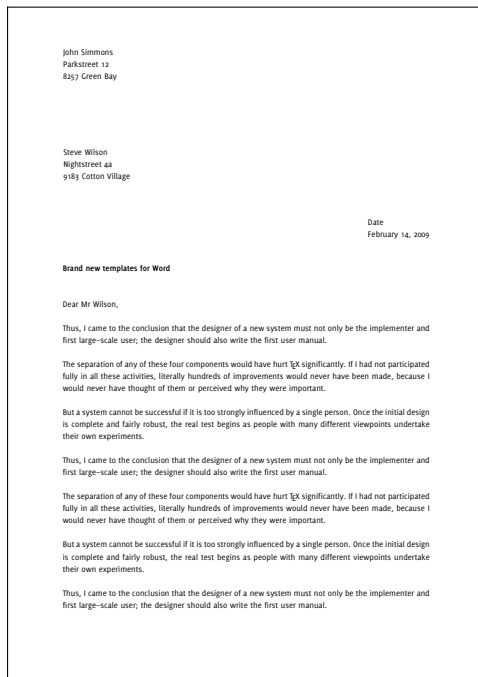 John Simmons
Parkstreet 12
8257 Green Bay
Steve Wilson
Nightstreet 4a
9183 Cotton Village
Date
February 14, 2009
Brand new templates for Word
Dear Mr Wilson,
Thus, I came to the conclusion that the designer of a new system must not only be the implementer and
first large-scale user; the designer should also write the first user manual.
The separation of any of these four components would have hurt TEX significantly. If I had not participated
fully in all these activities, literally hundreds of improvements would never have been made, because I
would never have thought of them or perceived why they were important.
But a system cannot be successful if it is too strongly influenced by a single person. Once the initial design
is complete and fairly robust, the real test begins as people with many different viewpoints undertake
their own experiments.
Thus, I came to the conclusion that the designer of a new system must not only be the implementer and
first large-scale user; the designer should also write the first user manual.
The separation of any of these four components would have hurt TEX significantly. If I had not participated
fully in all these activities, literally hundreds of improvements would never have been made, because I
would never have thought of them or perceived why they were important.
But a system cannot be successful if it is too strongly influenced by a single person. Once the initial design
is complete and fairly robust, the real test begins as people with many different viewpoints undertake
their own experiments.
Thus, I came to the conclusion that the designer of a new system must not only be the implementer and
first large-scale user; the designer should also write the first user manual.